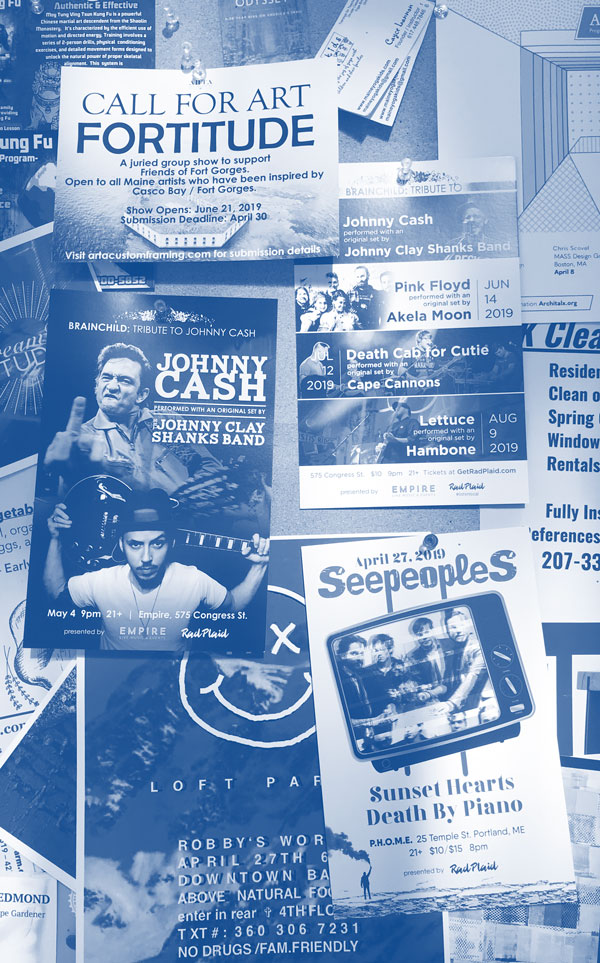 Authentic & Effective
Moy Tung Ving Tsun Kung Fu is a powerful
Chinese martial art descendent from the Shaolin
Monastery. It's characterized by the efficient use of
motion and directed energy. Training involves a
series of 2-person drills, physical conditioning
exercises, and detailed movement forms designed to
unlock the natural power of proper skeletal
alignment. This system is
ODYSSEY
Kung Fu
Program-
CALL FOR ART
FORTITUDE
A juried group show to support
Friends of Fort Gorges.
Open to all Maine artists who have been inspired by
Casco Bay / Fort Gorges.
Show Opens: June 21, 2019
Submission Deadline: April 30
Visit artacustomframing.com for submission details
BRAINCHILD: TRIBUTE TO
Johnny Cash
performed with an
original set by
Johnny Clay Shanks Band
Pink Floyd
performed with an
original set by
Akela Moon
JUN
14
2019
JUL
12
2019
Death Cab for Cutie
performed with an
original set by
Cape Cannons
Lettuce
performed with an
original set by
Hambone
AUG
9
2019
575 Congress St. $10 9pm 21+ Tickets at GetRadPlaid.com
presented by EMPIRE RadPlaid
BRAINCHILD: TRIBUTE TO JOHNNY CASH
JOHNNY
CASH
PERFORMED WITH AN ORIGINAL SET BY
JOHNNY CLAY
SHANKS BAND
May 4 9pm 21+ | Empire, 575 Congress St.
presented by EMPIRE RadPlaid
Chris Scovel
MASS Design G
Boston, MA
April 8
Architalx.org
K Clea
Resider
Clean o
Spring
Window
Rentals
Fully Ins
References
207-33
April 27, 2019
SeepeopleS
Sunset Hearts
Death By Piano
P.H.O.M.E. 25 Temple St. Portland, ME
21+ $10/$15 8pm
presented by RadPlaid
LOFT PAR
ROBBY'S WOR
APRIL 27TH 6
DOWNTOWN BA
ABOVE NATURAL FOO
enter in rear ✞ 4TH FLO
TXT#: 360 306 7231
NO DRUGS /FAM.FRIENDLY
EDMOND
pe Gardener